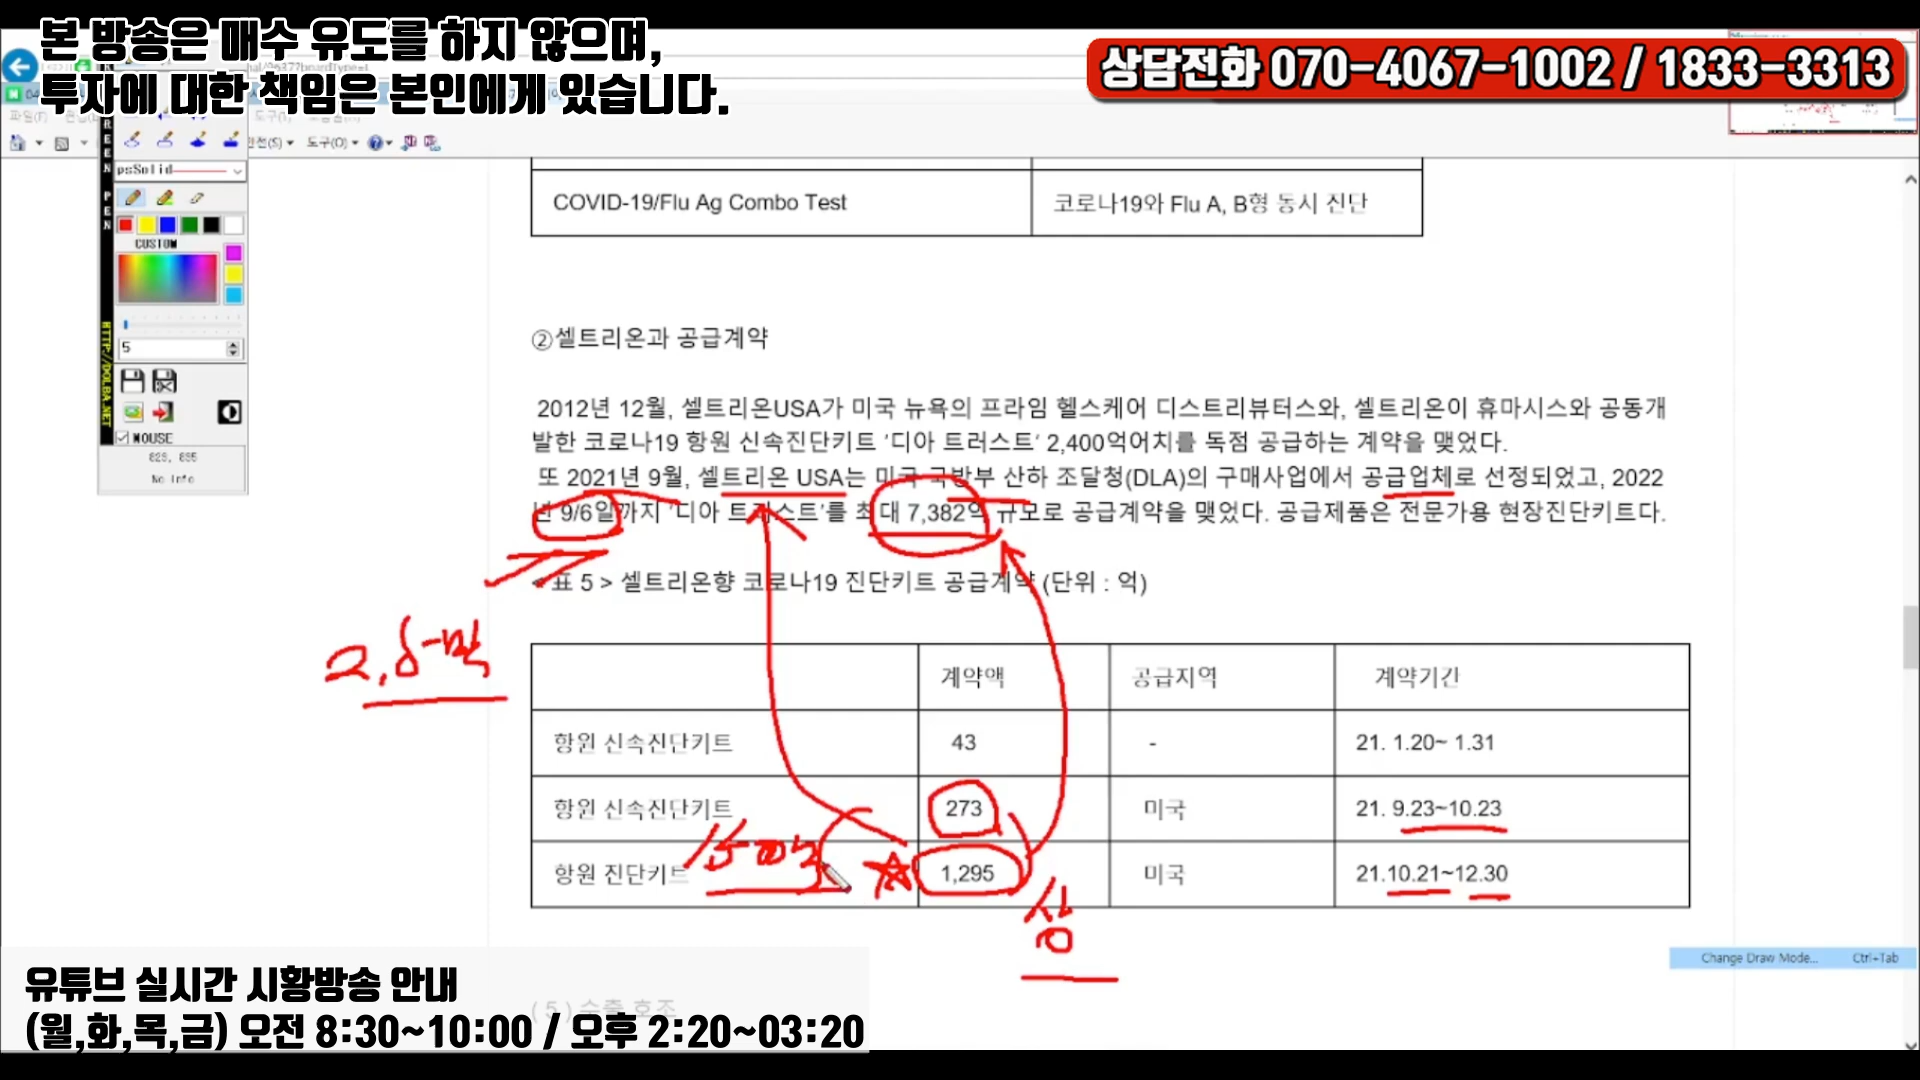 본 방송은 매수 유도를 하지 않으며,
투자에 대한 책임은 본인에게 있습니다.
상담전화 070-4067-1002 / 1833-3313
도구(O)
psSolid
CUSTOM
5
HTTP://DOLBA.NET
MOUSE
No info
COVID-19/Flu Ag Combo Test 코로나19와 Flu A, B형 동시 진단
②셀트리온과 공급계약
2012년 12월, 셀트리온USA가 미국 뉴욕의 프라임 헬스케어 디스트리뷰터스와, 셀트리온이 휴마시스와 공동개
발한 코로나19 항원 신속진단키트 '디아 트러스트' 2,400억어치를 독점 공급하는 계약을 맺었다.
또 2021년 9월, 셀트리온 USA는 미국 국방부 산하 조달청(DLA)의 구매사업에서 공급업체로 선정되었고, 2022
년 9/6일까지 '디아 트러스트'를 최대 7,382억 규모로 공급계약을 맺었다. 공급제품은 전문가용 현장진단키트다.
< 표 5 > 셀트리온향 코로나19 진단키트 공급계약 (단위 : 억)
계약액 공급지역 계약기간
항원 신속진단키트 43 - 21. 1.20~ 1.31
항원 신속진단키트 273 미국 21. 9.23~10.23
항원 진단키트 1,295 미국 21.10.21~12.30
Change Draw Mode... Ctrl+Tab
( 5 ) 수출 호조
유튜브 실시간 시황방송 안내
(월,화,목,금) 오전 8:30~10:00 / 오후 2:20~03:20